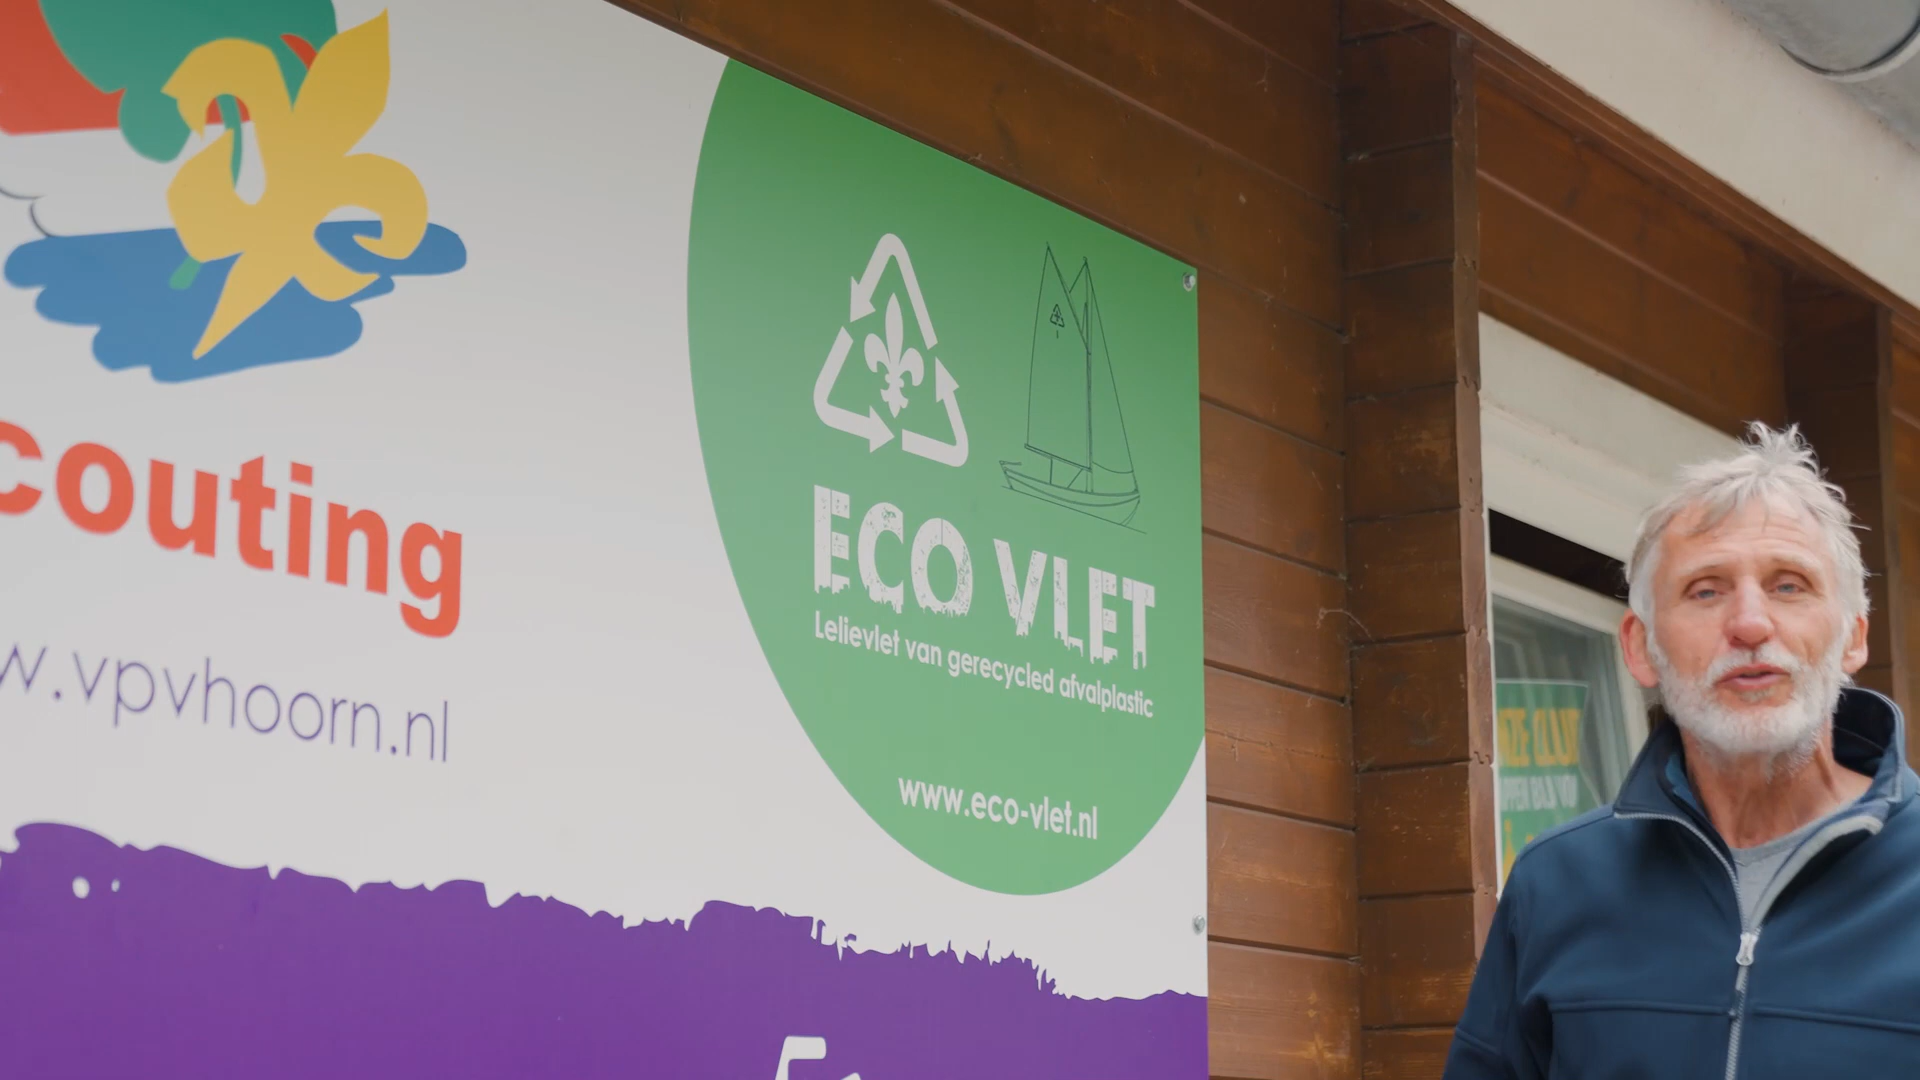 couting
w.vpvhoorn.nl
ECO VLET
Lelievlet van gerecycled afvalplastic
www.eco-vlet.nl